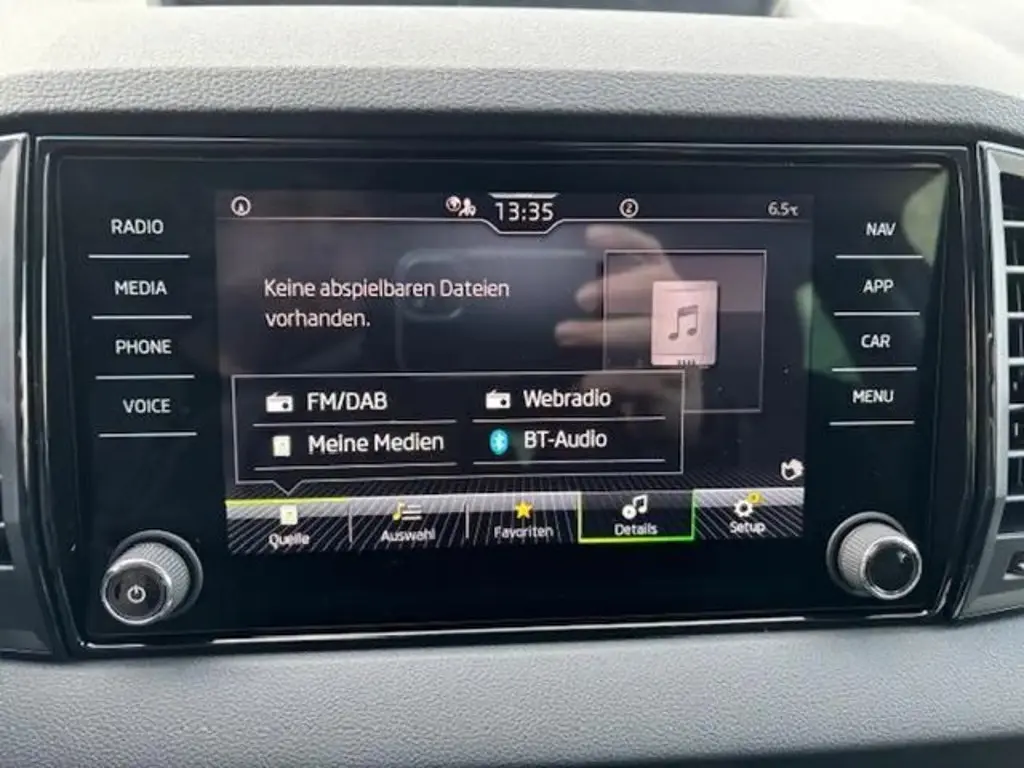 13:35
6.5°C
RADIO
MEDIA
PHONE
VOICE
Keine abspielbaren Dateien
vorhanden.
FM/DAB
Webradio
Meine Medien
BT-Audio
Quelle
Auswahl
Favoriten
Details
Setup
NAV
APP
CAR
MENU